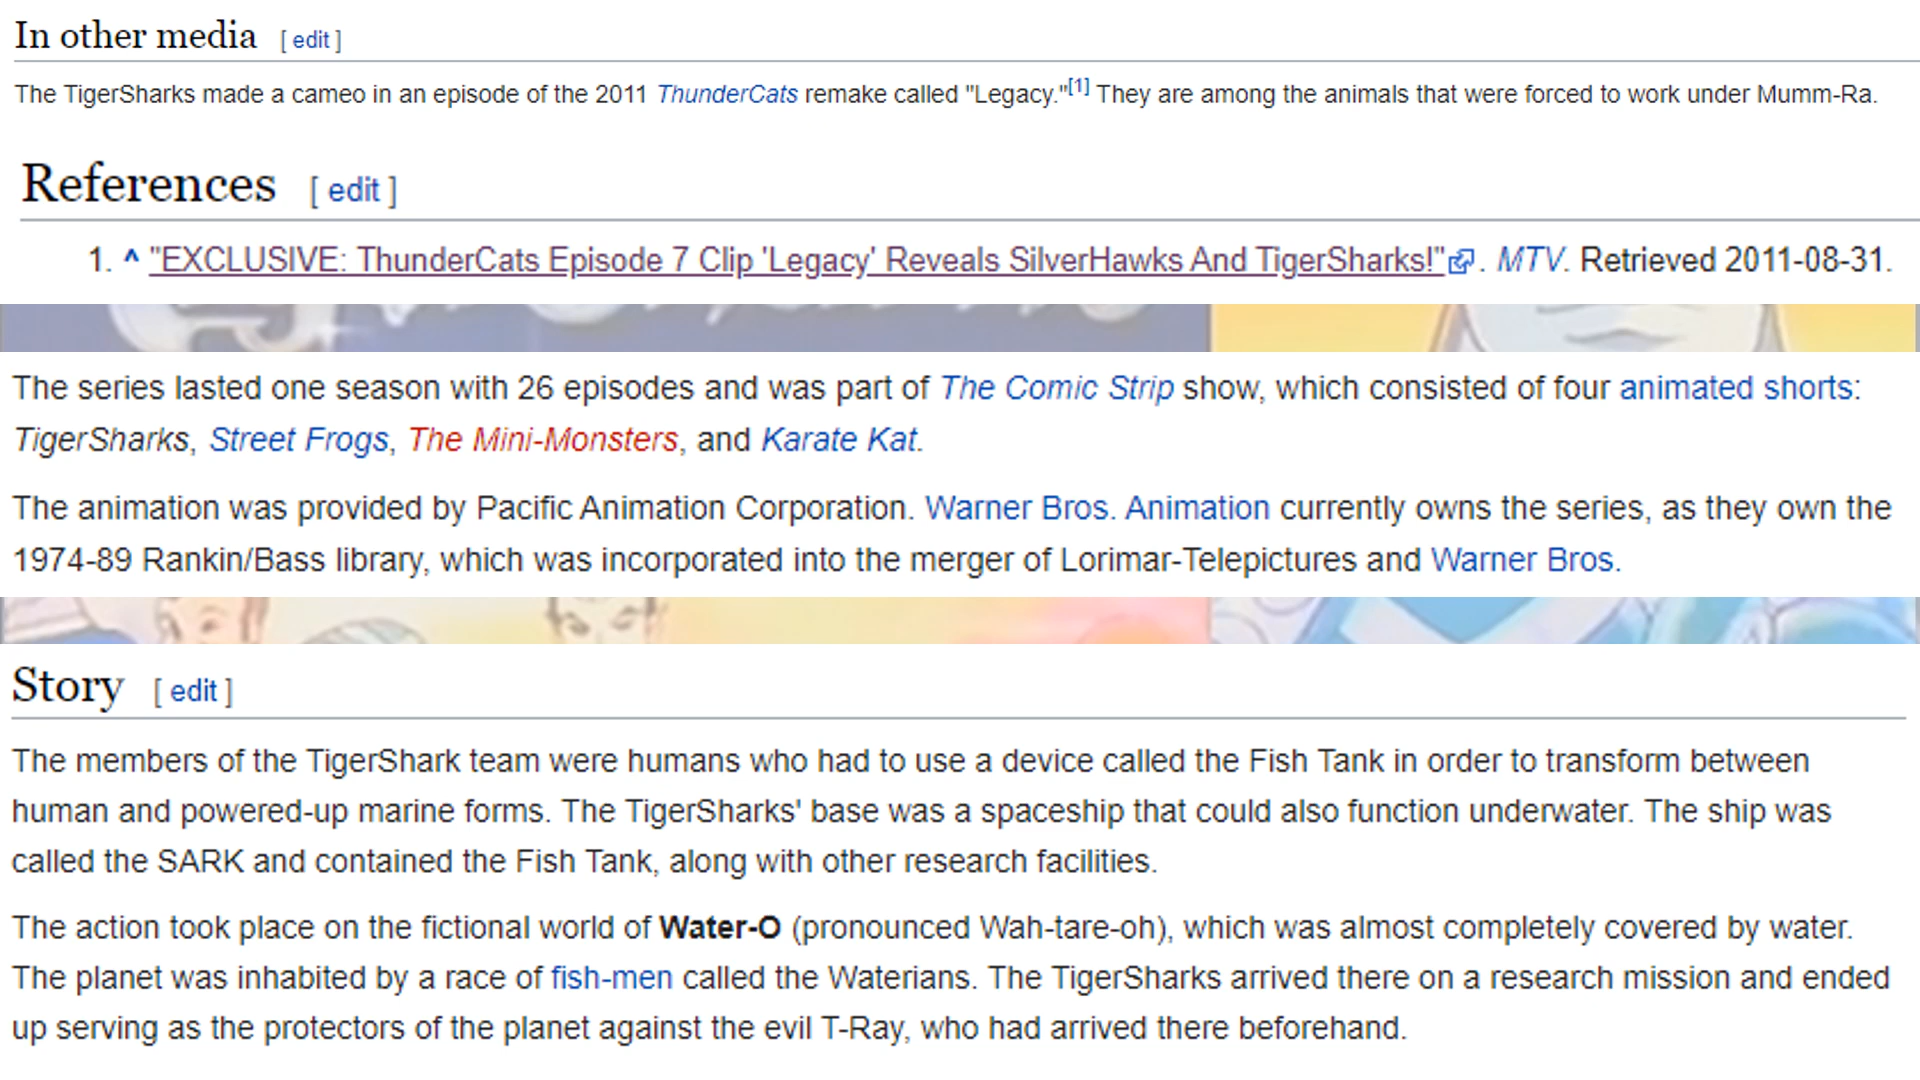 In other media [ edit ]
The TigerSharks made a cameo in an episode of the 2011 ThunderCats remake called "Legacy."[1] They are among the animals that were forced to work under Mumm-Ra.
References [ edit ]
1. ^ "EXCLUSIVE: ThunderCats Episode 7 Clip 'Legacy' Reveals SilverHawks And TigerSharks!". MTV. Retrieved 2011-08-31.
The series lasted one season with 26 episodes and was part of The Comic Strip show, which consisted of four animated shorts:
TigerSharks, Street Frogs, The Mini-Monsters, and Karate Kat.
The animation was provided by Pacific Animation Corporation. Warner Bros. Animation currently owns the series, as they own the
1974-89 Rankin/Bass library, which was incorporated into the merger of Lorimar-Telepictures and Warner Bros.
Story [ edit ]
The members of the TigerShark team were humans who had to use a device called the Fish Tank in order to transform between
human and powered-up marine forms. The TigerSharks' base was a spaceship that could also function underwater. The ship was
called the SARK and contained the Fish Tank, along with other research facilities.
The action took place on the fictional world of Water-O (pronounced Wah-tare-oh), which was almost completely covered by water.
The planet was inhabited by a race of fish-men called the Waterians. The TigerSharks arrived there on a research mission and ended
up serving as the protectors of the planet against the evil T-Ray, who had arrived there beforehand.